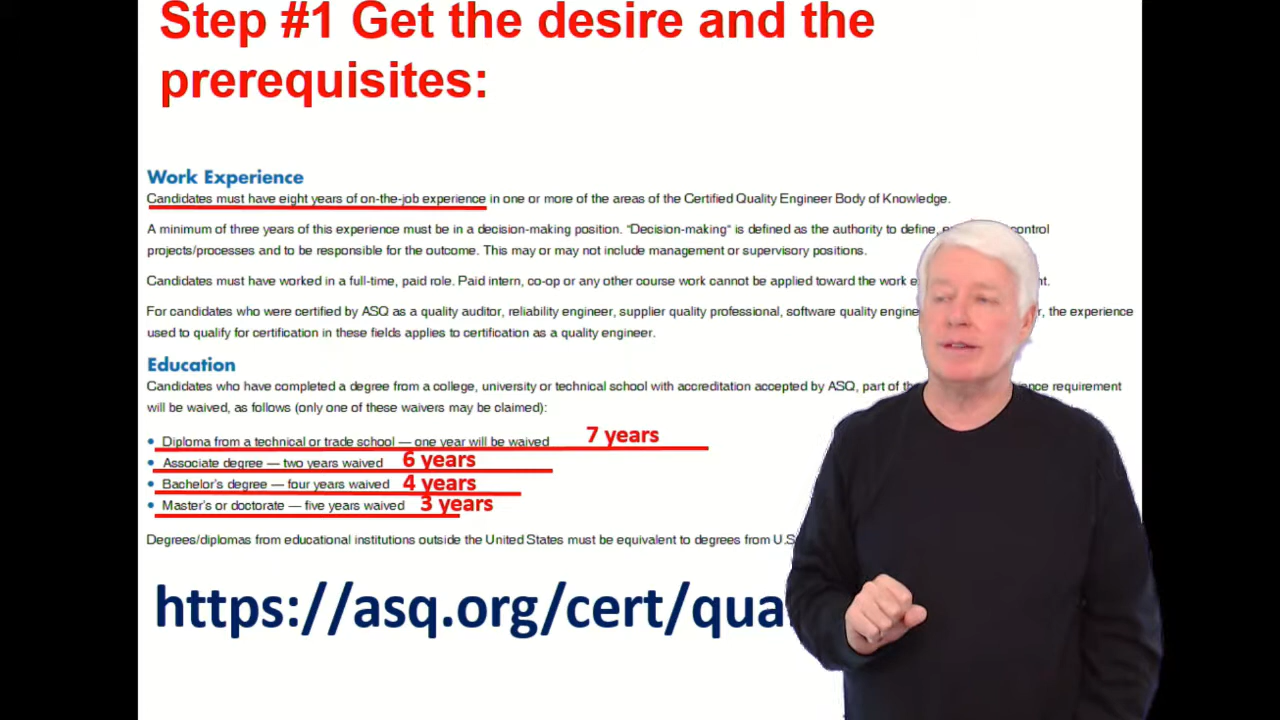 Step #1 Get the desire and the
prerequisites:
Work Experience
Candidates must have eight years of on-the-job experience in one or more of the areas of the Certified Quality Engineer Body of Knowledge.
A minimum of three years of this experience must be in a decision-making position. "Decision-making" is defined as the authority to define, control
projects/processes and to be responsible for the outcome. This may or may not include management or supervisory positions.
Candidates must have worked in a full-time, paid role. Paid intern, co-op or any other course work cannot be applied toward the work
For candidates who were certified by ASQ as a quality auditor, reliability engineer, supplier quality professional, software quality the experience
used to qualify for certification in these fields applies to certification as a quality engineer.
Education
Candidates who have completed a degree from a college, university or technical school with accreditation accepted by ASQ, part of requirement
will be waived, as follows (only one of these waivers may be claimed):
• Diploma from a technical or trade school — one year will be waived 7 years
• Associate degree — two years waived 6 years
• Bachelor's degree — four years waived 4 years
• Master's or doctorate — five years waived 3 years
Degrees/diplomas from educational institutions outside the United States must be equivalent to degrees from U.S
https://asq.org/cert/qua